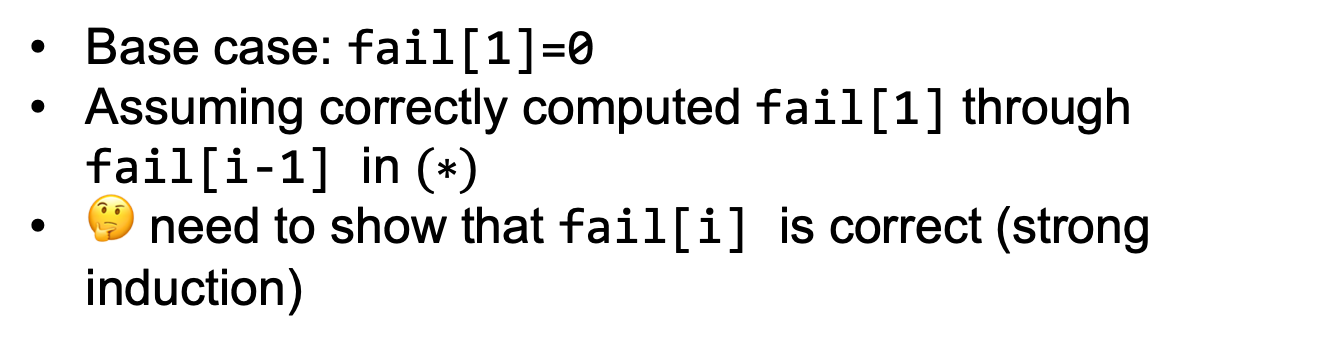 • Base case: fail[1]=0
• Assuming correctly computed fail[1] through
fail[i-1] in (*)
• 🤔 need to show that fail[i] is correct (strong
induction)